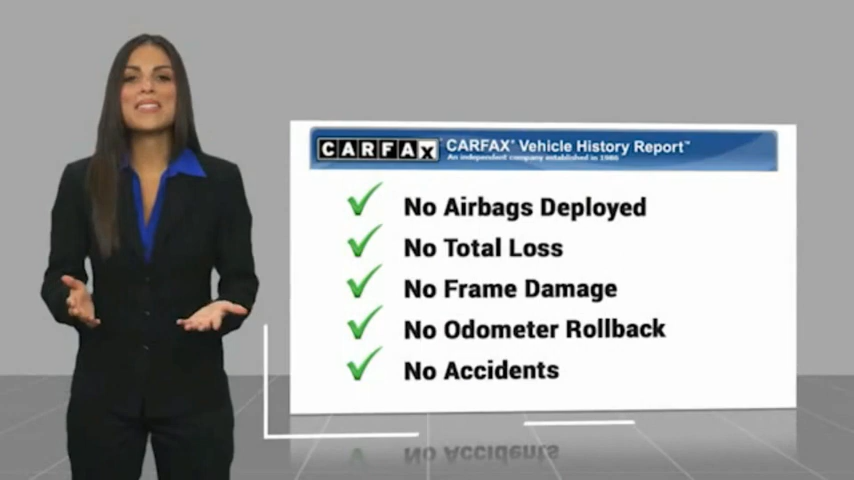 CARFAX CARFAX® Vehicle History Report™
An independent company established in 1986
No Airbags Deployed
No Total Loss
No Frame Damage
No Odometer Rollback
No Accidents
No Accidents